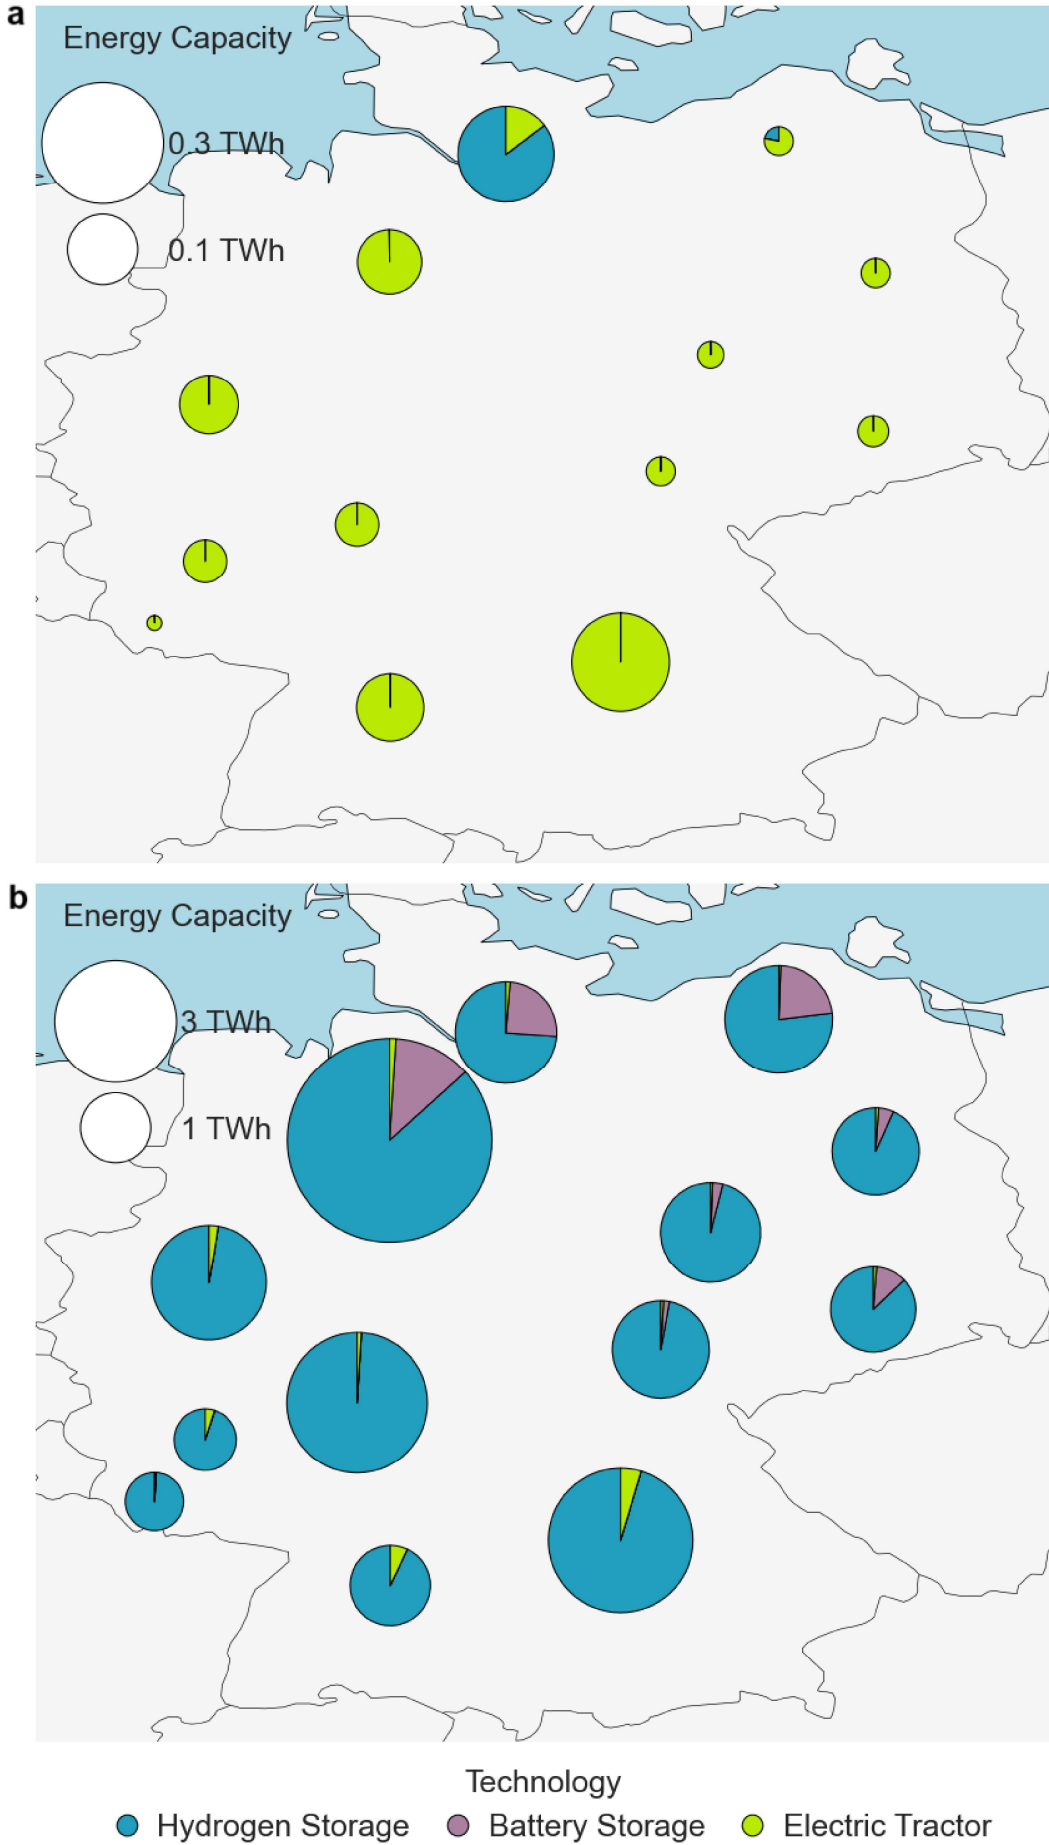 a
Energy Capacity
0.3 TWh
0.1 TWh
b
Energy Capacity
3 TWh
1 TWh
Technology
Hydrogen Storage Battery Storage Electric Tractor